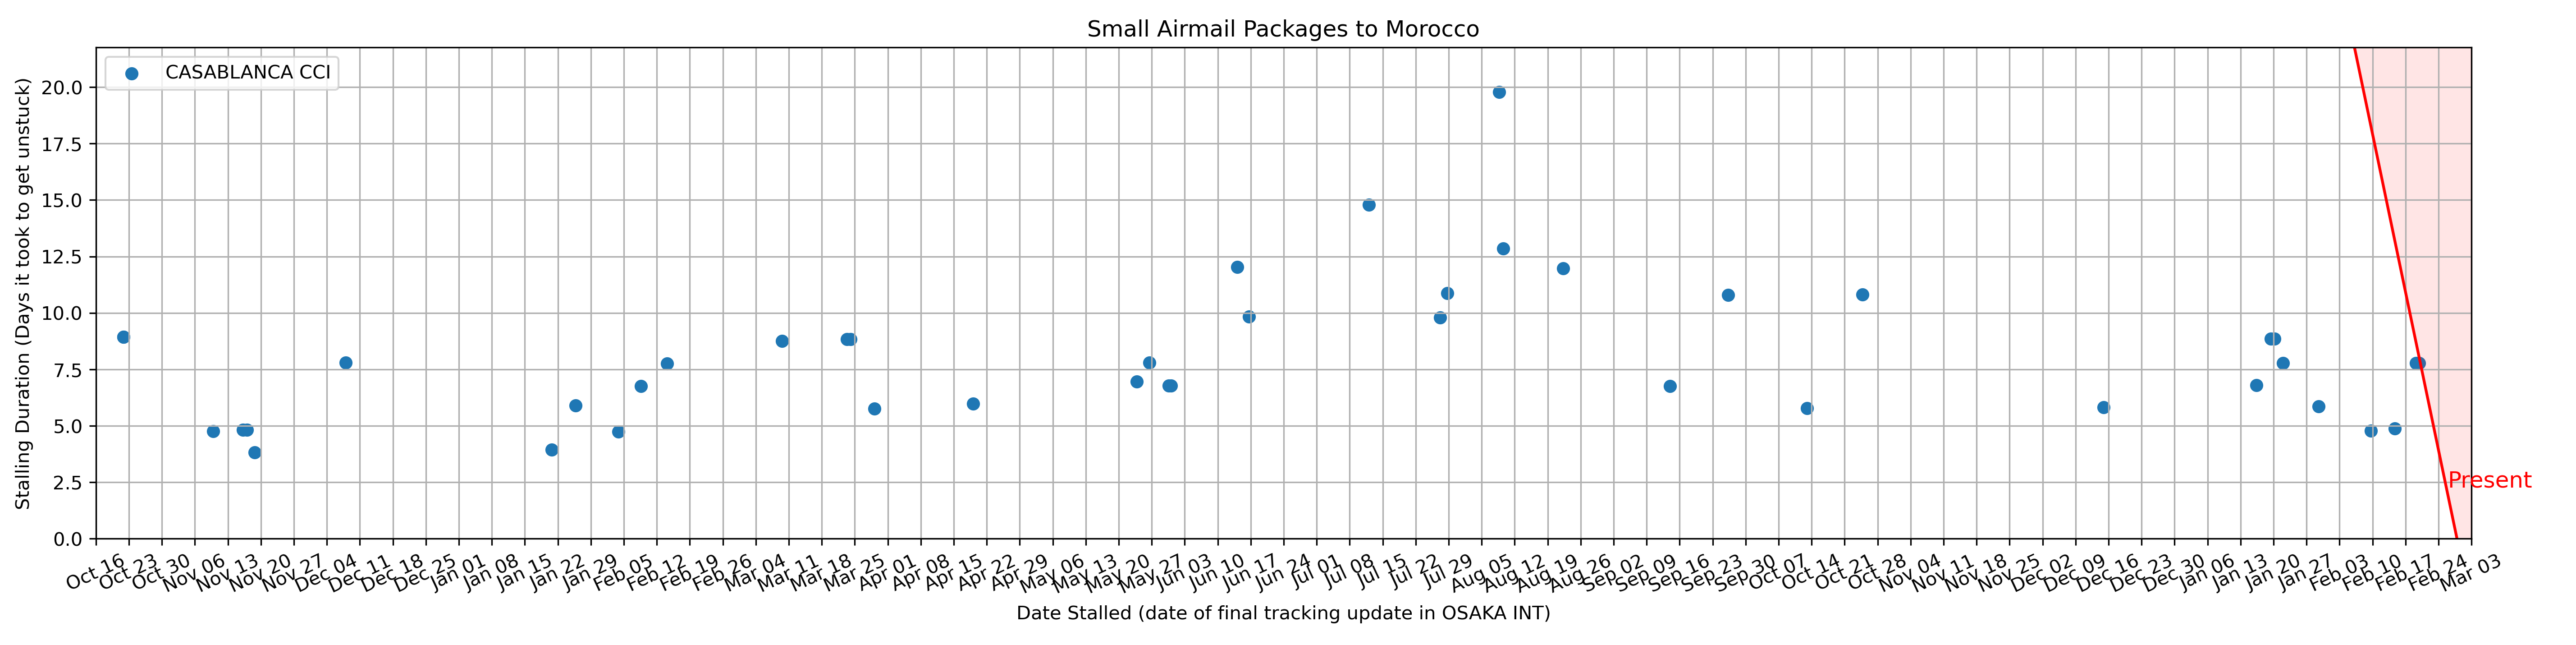 Small Airmail Packages to Morocco
CASABLANCA CCI
Stalling Duration (Days it took to get unstuck)
20.0
17.5
15.0
12.5
10.0
7.5
5.0
2.5
0.0
Present
Oct 16 Oct 23 Oct 30 Nov 06 Nov 13 Nov 20 Nov 27 Dec 04 Dec 11 Dec 18 Dec 25 Jan 01 Jan 08 Jan 15 Jan 22 Jan 29 Feb 05 Feb 12 Feb 19 Feb 26 Mar 04 Mar 11 Mar 18 Mar 25 Apr 01 Apr 08 Apr 15 Apr 22 Apr 29 May 06 May 13 May 20 May 27 Jun 03 Jun 10 Jun 17 Jun 24 Jul 01 Jul 08 Jul 15 Jul 22 Jul 29 Aug 05 Aug 12 Aug 19 Aug 26 Sep 02 Sep 09 Sep 16 Sep 23 Sep 30 Oct 07 Oct 14 Oct 21 Oct 28 Nov 04 Nov 11 Nov 18 Nov 25 Dec 02 Dec 09 Dec 16 Dec 23 Dec 30 Jan 06 Jan 13 Jan 20 Jan 27 Feb 03 Feb 10 Feb 17 Feb 24 Mar 03
Date Stalled (date of final tracking update in OSAKA INT)